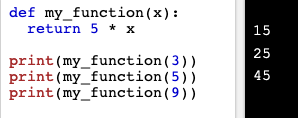 def my_function(x):
  return 5 * x

print(my_function(3))
print(my_function(5))
print(my_function(9))
15
25
45